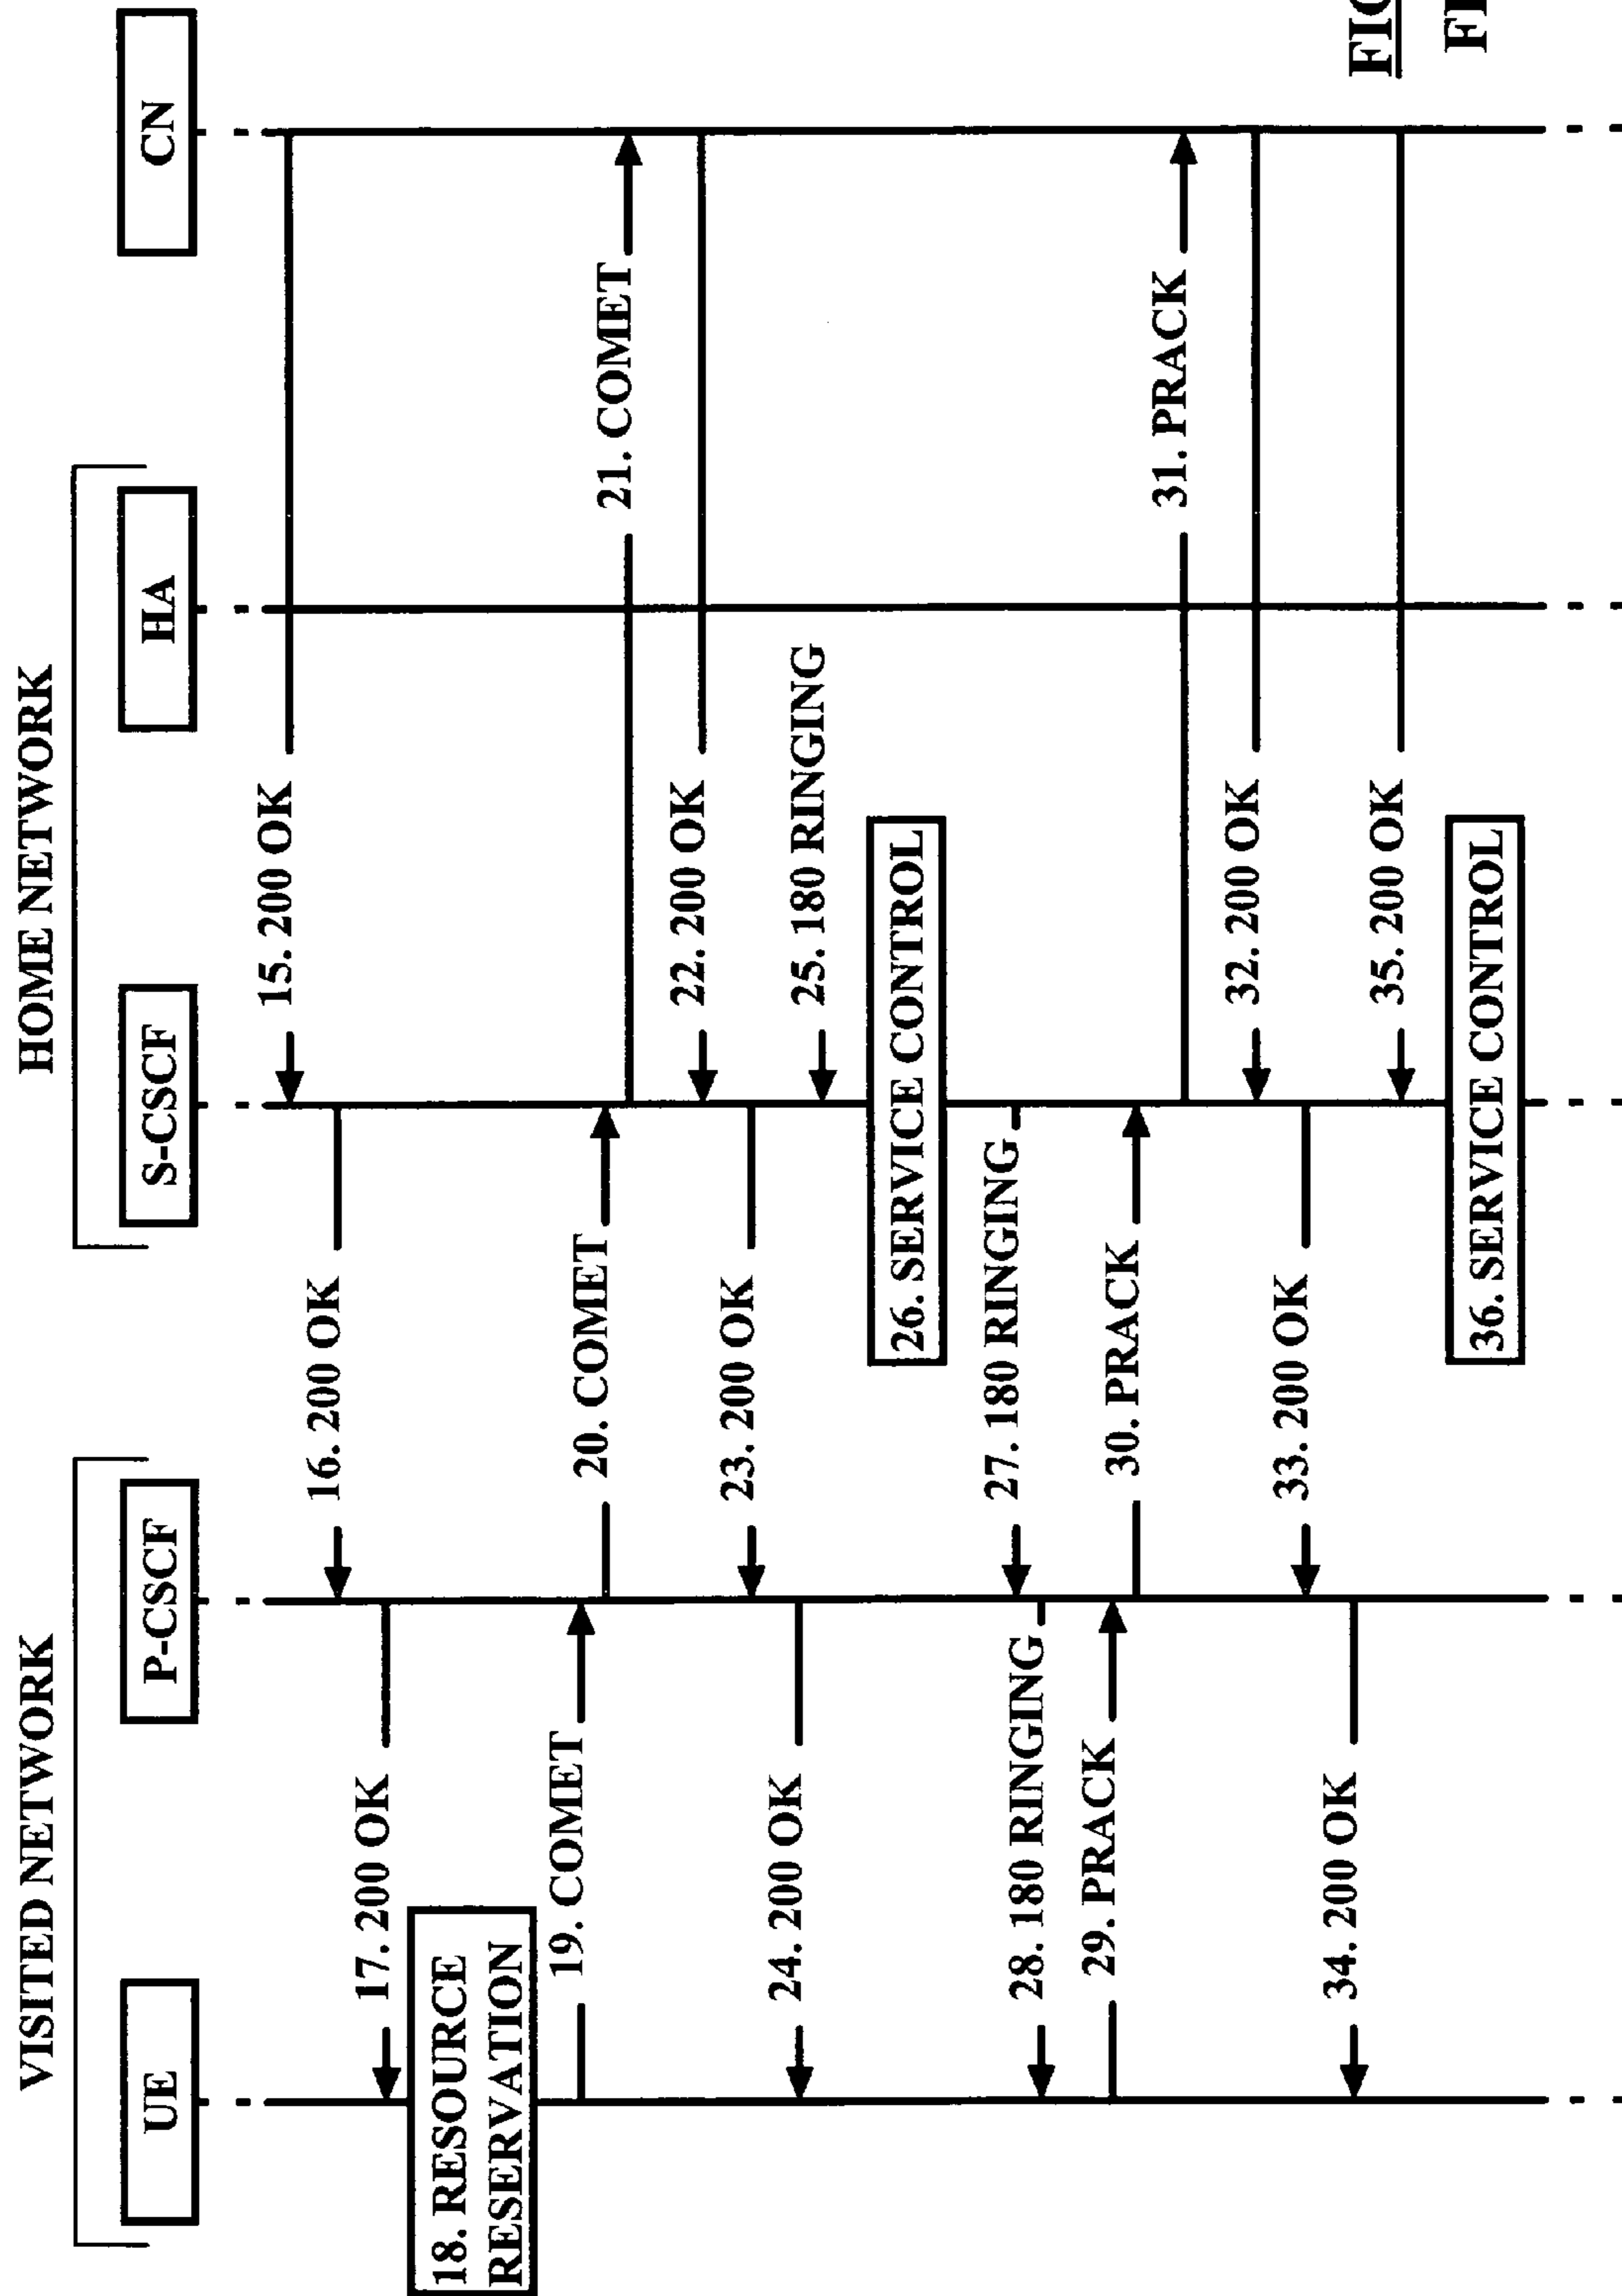 VISITED NETWORK
HOME NETWORK
UE
P-CSCF
S-CSCF
HA
CN
15. 200 OK
16. 200 OK
17. 200 OK
18. RESOURCE
RESERVATION
19. COMET
20. COMET
21. COMET
22. 200 OK
23. 200 OK
24. 200 OK
25. 180 RINGING
26. SERVICE CONTROL
27. 180 RINGING
28. 180 RINGING
29. PRACK
30. PRACK
31. PRACK
32. 200 OK
33. 200 OK
34. 200 OK
35. 200 OK
36. SERVICE CONTROL